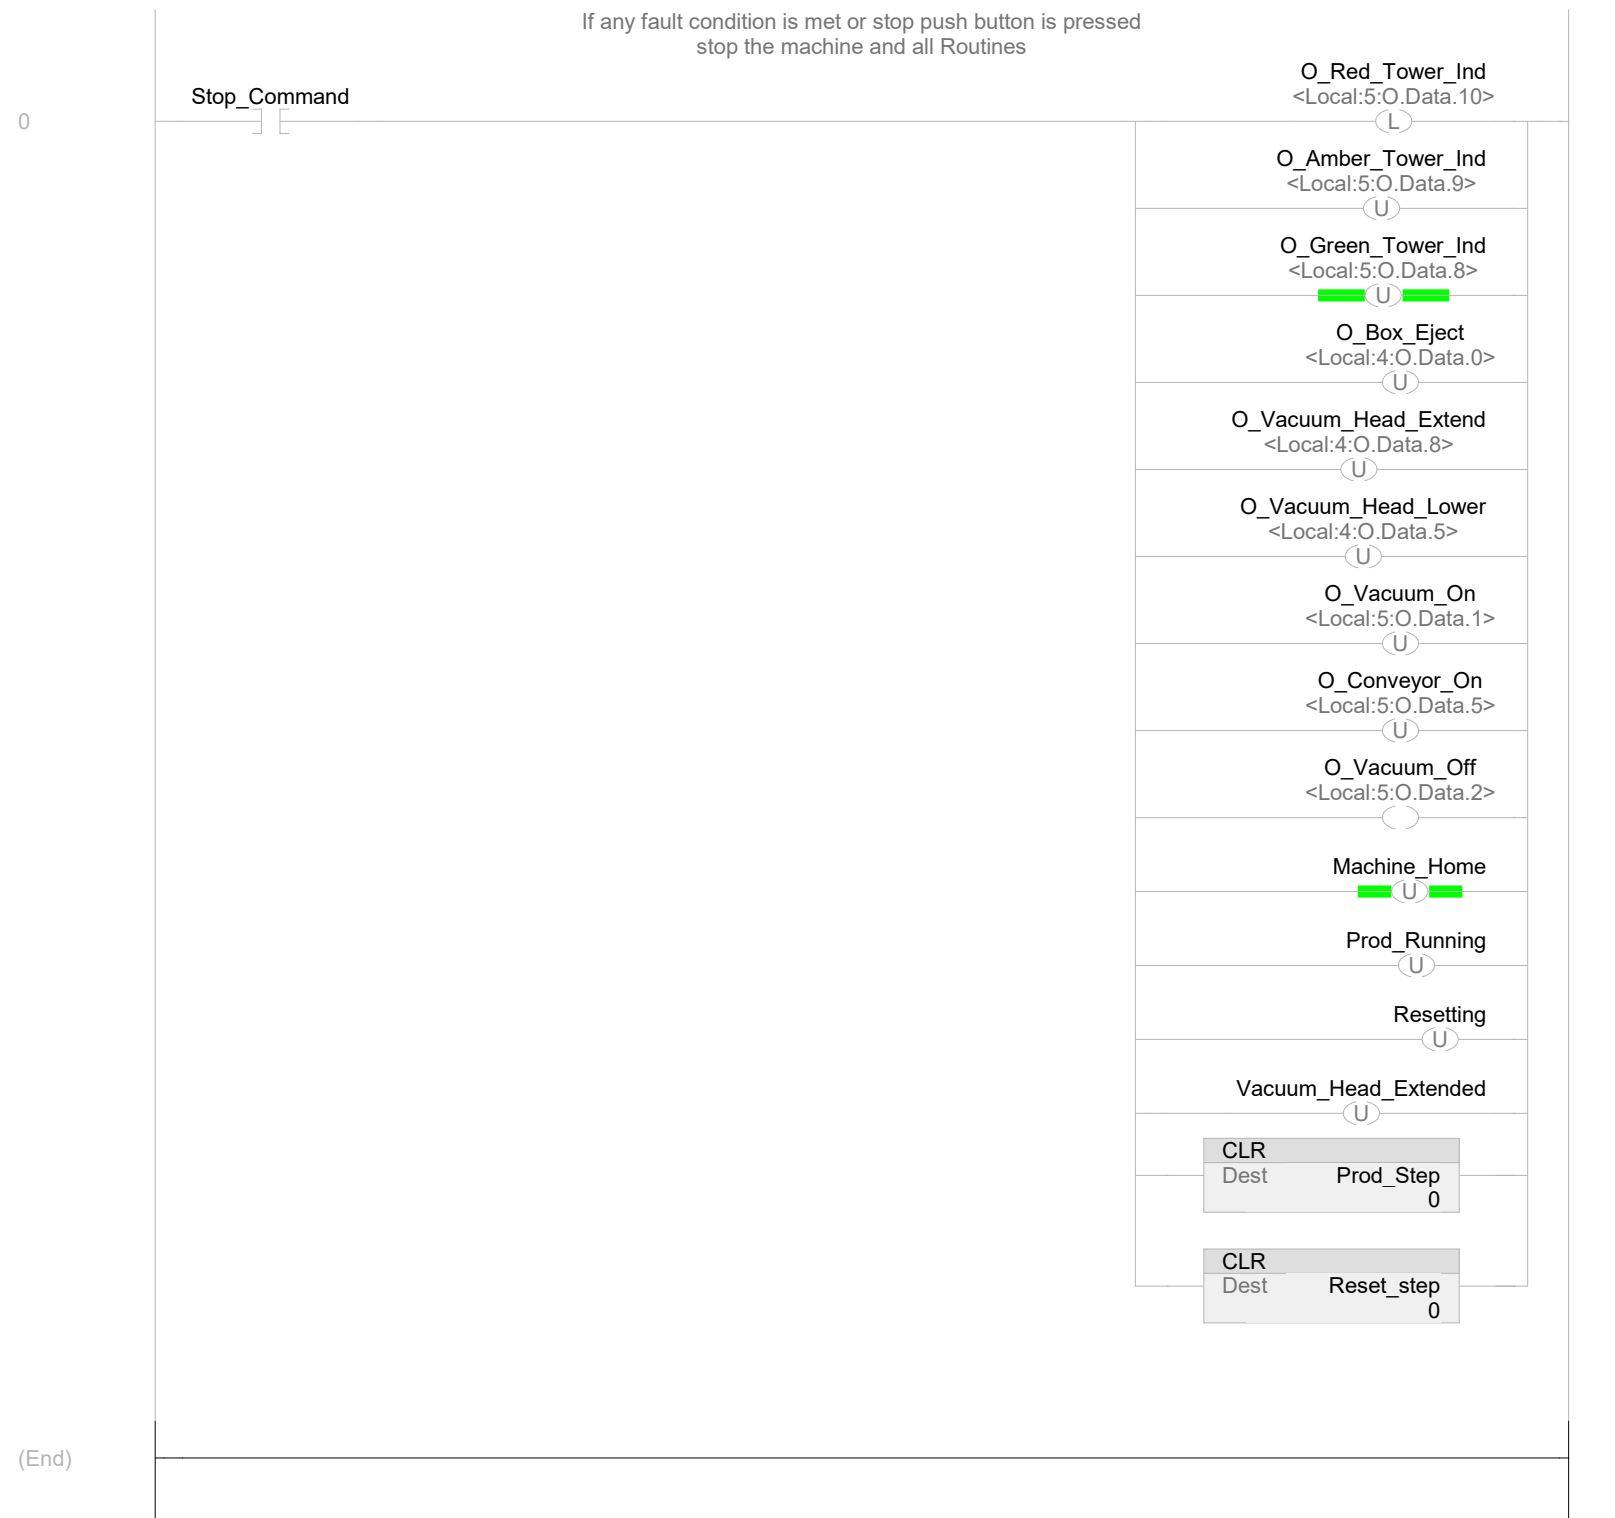 If any fault condition is met or stop push button is pressed
stop the machine and all Routines
O_Red_Tower_Ind
Stop_Command
<Local:5:O.Data.10>
0
L
O_Amber_Tower_Ind
<Local:5:O.Data.9>
U
O_Green_Tower_Ind
<Local:5:O.Data.8>
U
O_Box_Eject
<Local:4:O.Data.0>
U
O_Vacuum_Head_Extend
<Local:4:O.Data.8>
U
O_Vacuum_Head_Lower
<Local:4:O.Data.5>
U
O_Vacuum_On
<Local:5:O.Data.1>
U
O_Conveyor_On
<Local:5:O.Data.5>
U
O_Vacuum_Off
<Local:5:O.Data.2>
Machine_Home
U
Prod_Running
U
Resetting
U
Vacuum_Head_Extended
U
CLR
Dest Prod_Step
0
CLR
Dest Reset_step
0
(End)